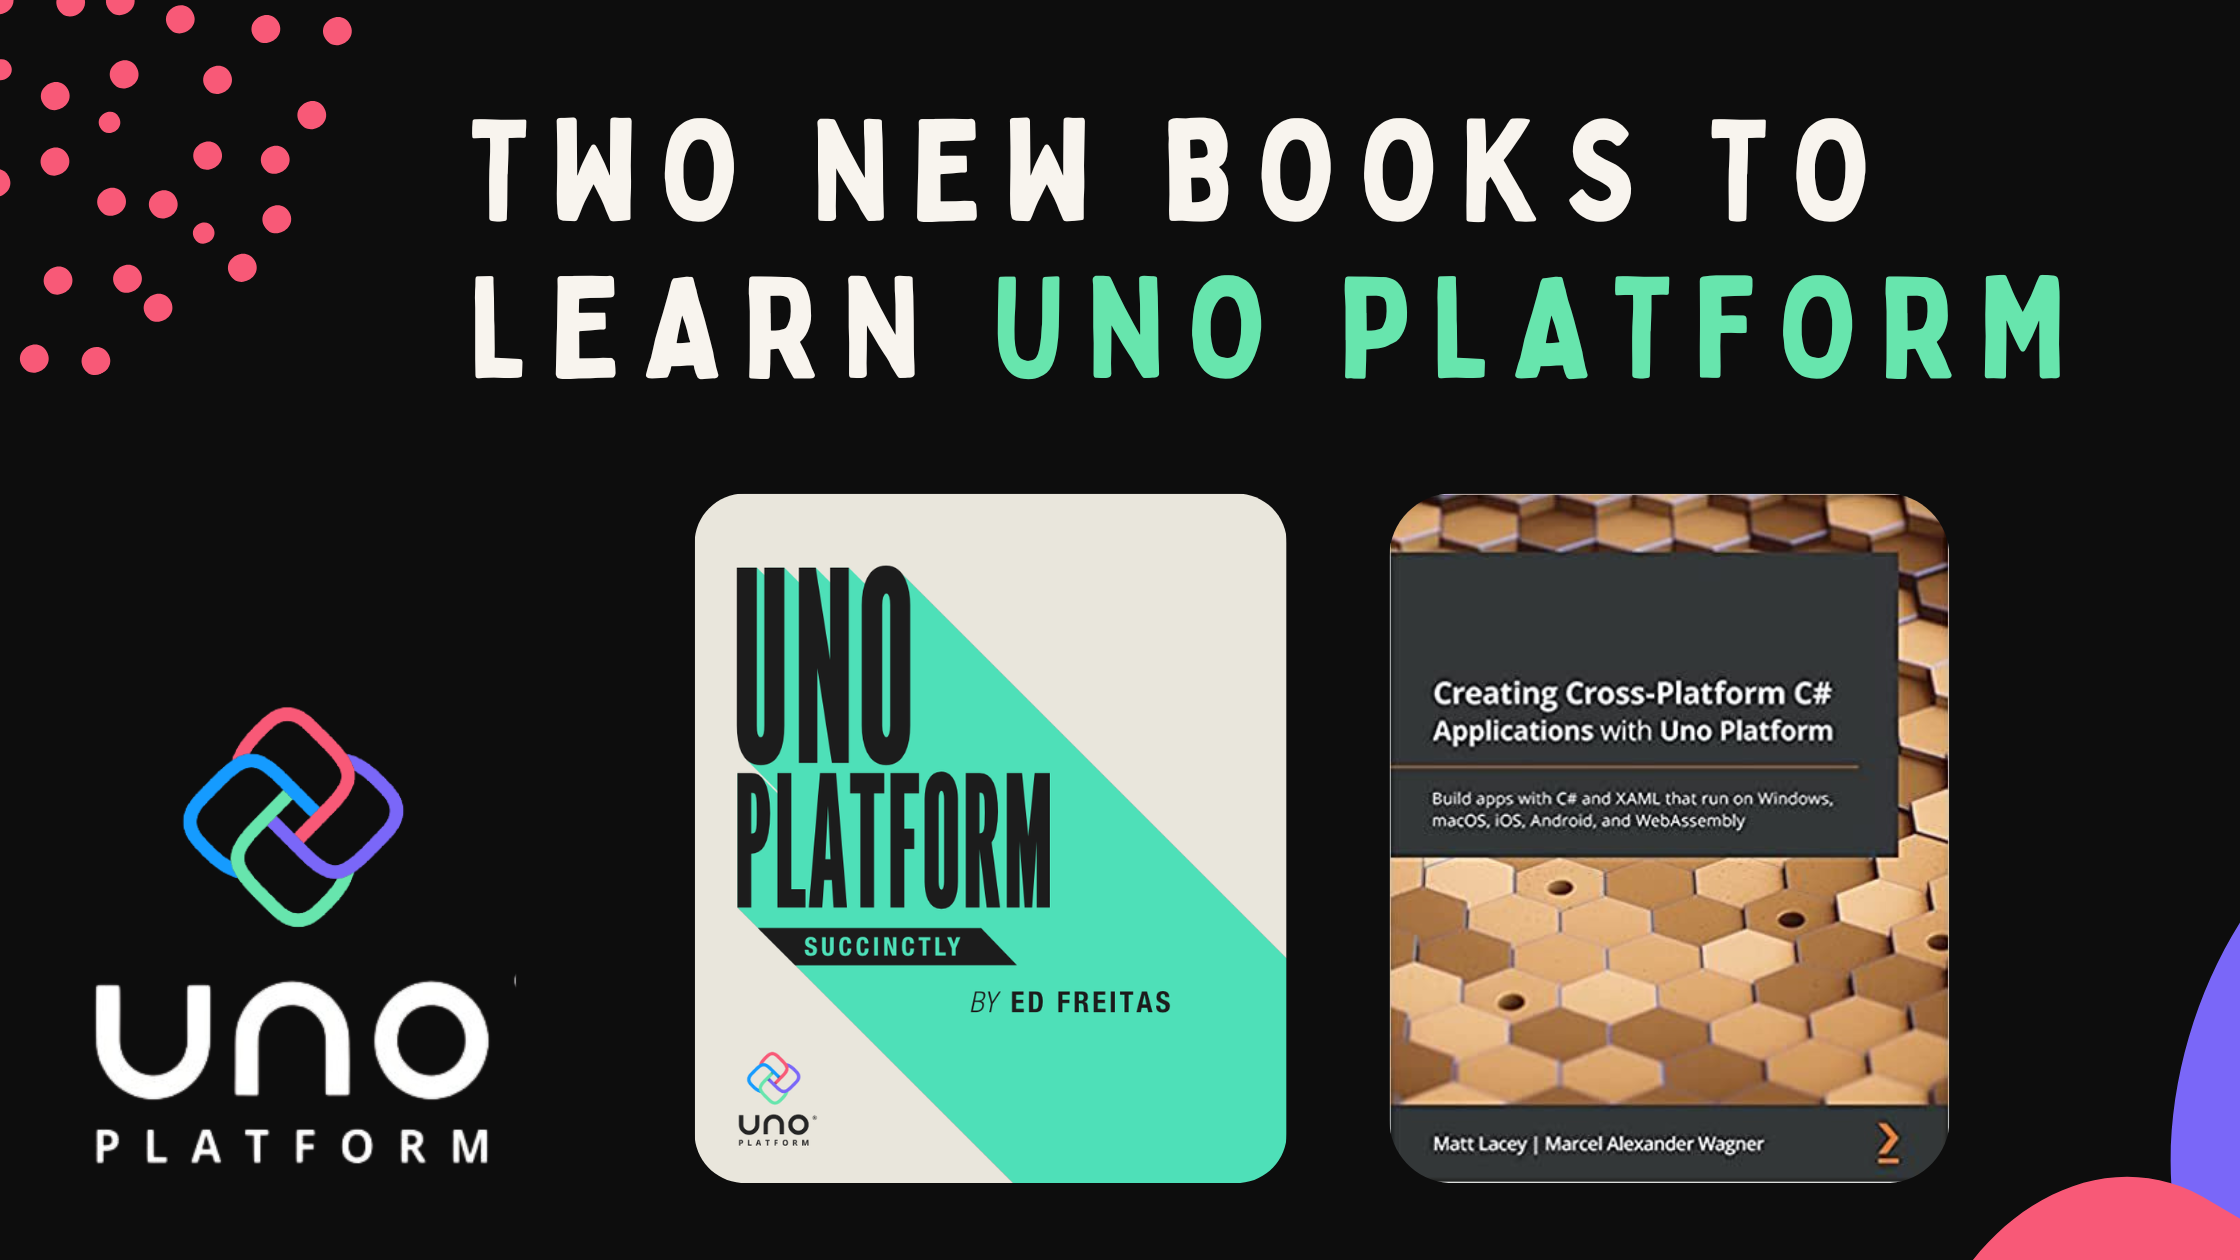 TWO NEW BOOKS TO
LEARN UNO PLATFORM
UNO
PLATFORM
SUCCINCTLY
BY ED FREITAS
uno
PLATFORM
Creating Cross-Platform C#
Applications with Uno Platform
Build apps with C# and XAML that run on Windows,
macOS, iOS, Android, and WebAssembly
Matt Lacey | Marcel Alexander Wagner
uno
PLATFORM